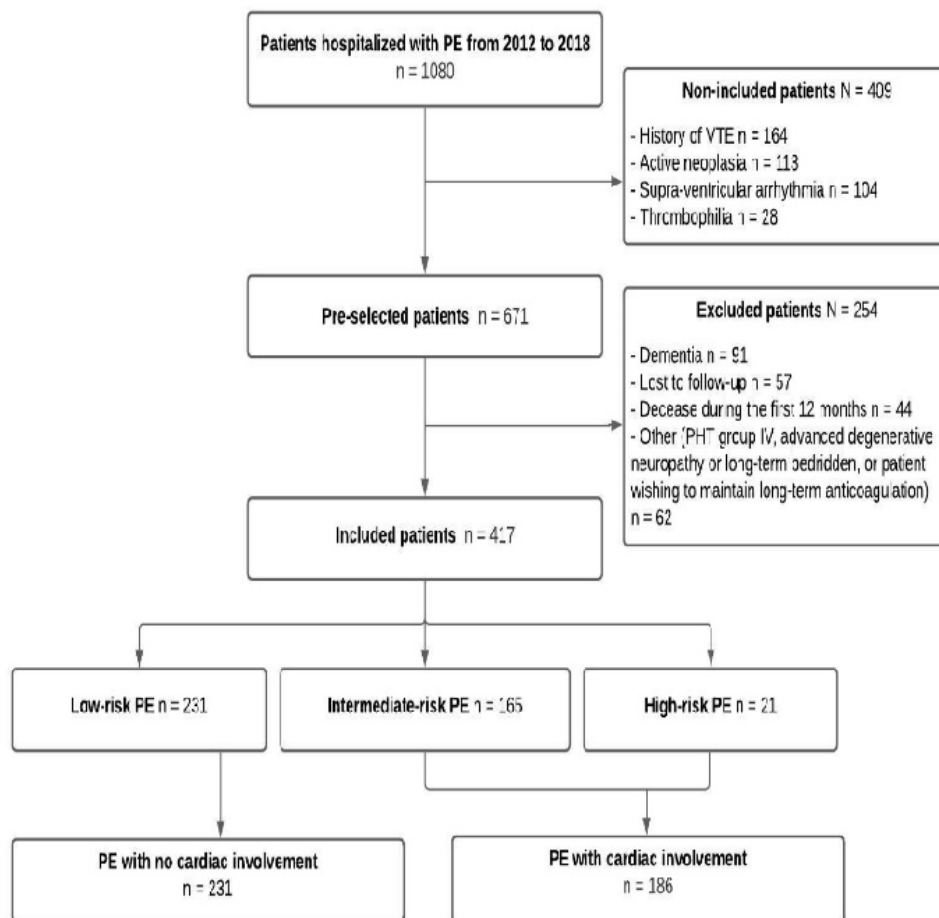 Patients hospitalized with PE from 2012 to 2018
n = 1080
Non-included patients N = 409
- History of VTE n = 164
- Active neoplasia n = 113
- Supra-ventricular arrhythmia n = 104
- Thrombophilia n = 28
Pre-selected patients n = 671
Excluded patients N = 254
- Dementia n = 91
- Lost to follow-up n = 57
- Decease during the first 12 months n = 44
- Other (PHT group IV, advanced degenerative
neuropathy or long-term bedridden, or patient
wishing to maintain long-term anticoagulation)
n = 62
Included patients n = 417
Low-risk PE n = 231
Intermediate-risk PE n = 165
High-risk PE n = 21
PE with no cardiac involvement
n = 231
PE with cardiac involvement
n = 186